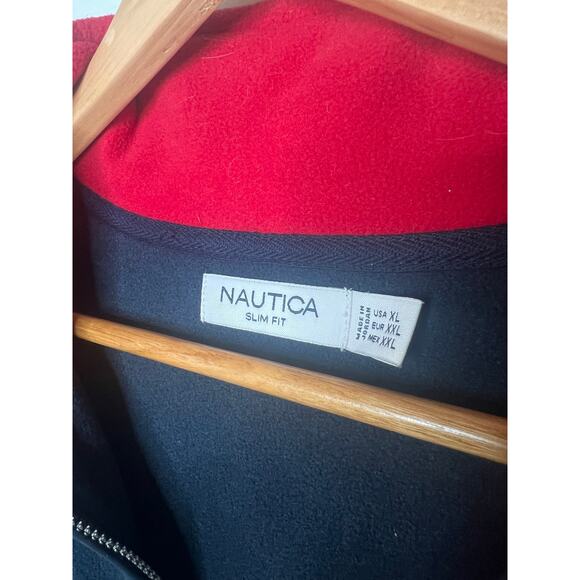 NAUTICA
SLIM FIT
MADE IN
JORDAN
USA XL
EUR XXL
MEX XXL